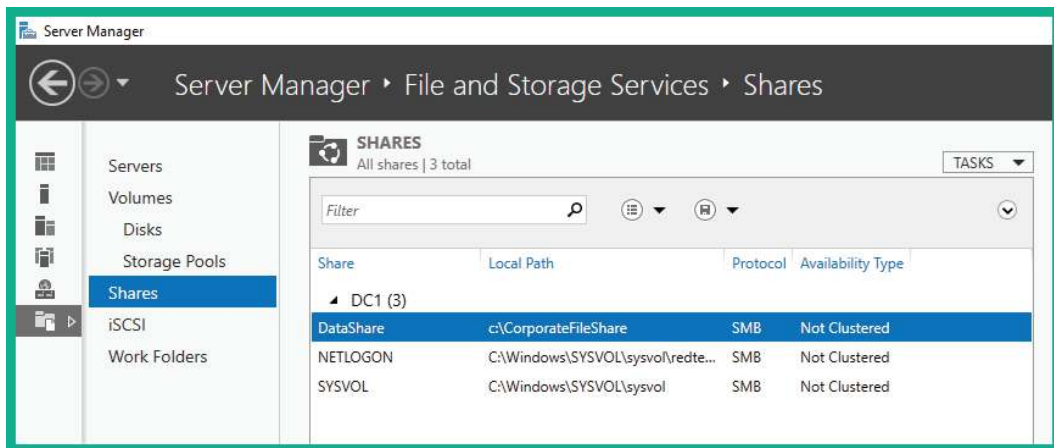 Server Manager
Server Manager ‣ File and Storage Services ‣ Shares
Servers
Volumes
Disks
Storage Pools
Shares
iSCSI
Work Folders
SHARES
All shares | 3 total
TASKS
Filter
Share Local Path Protocol Availability Type
DC1 (3)
DataShare c:\CorporateFileShare SMB Not Clustered
NETLOGON C:\Windows\SYSVOL\sysvol\redte... SMB Not Clustered
SYSVOL C:\Windows\SYSVOL\sysvol SMB Not Clustered